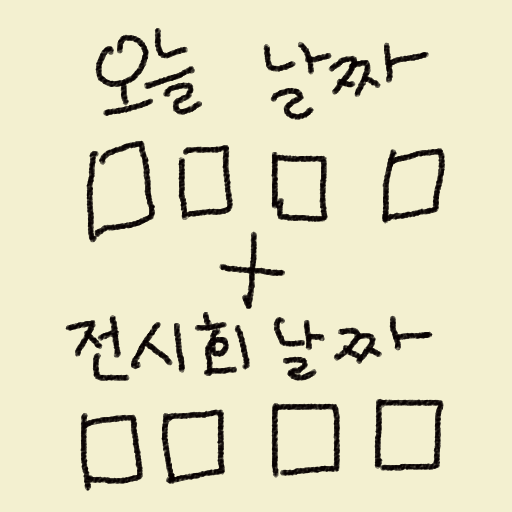 오늘 날짜
□ □ □ □
+
전시회 날짜
□ □ □ □